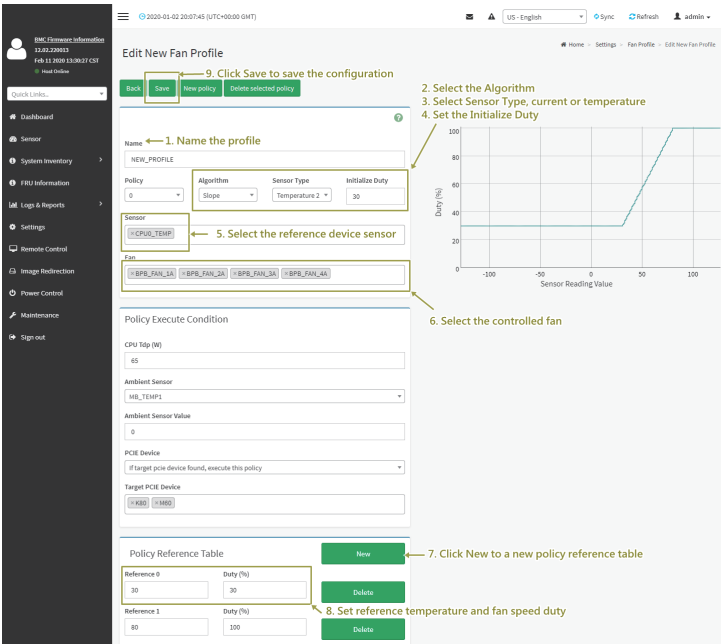 2020-01-02 20:07:45 (UTC+00:00 GMT)
US - English
Sync
Refresh
admin
BMC Firmware Information
12.02.220013
Feb 11 2020 13:30:27 CST
Host Online
Quick Links..
Dashboard
Sensor
System Inventory
FRU Information
Logs & Reports
Settings
Remote Control
Image Redirection
Power Control
Maintenance
Sign out
Edit New Fan Profile
Home
Settings
Fan Profile
Edit New Fan Profile
9. Click Save to save the configuration
Back
Save
New policy
Delete selected policy
2. Select the Algorithm
3. Select Sensor Type, current or temperature
4. Set the Initialize Duty
Name
1. Name the profile
NEW_PROFILE
Policy
Algorithm
Sensor Type
Initialize Duty
0
Slope
Temperature 2
30
Sensor
×CPU0_TEMP
5. Select the reference device sensor
Fan
×BPB_FAN_1A ×BPB_FAN_2A ×BPB_FAN_3A ×BPB_FAN_4A
6. Select the controlled fan
100
80
60
40
20
0
Duty (%)
-100 -50 0 50 100
Sensor Reading Value
Policy Execute Condition
CPU Tdp (W)
65
Ambient Sensor
MB_TEMP1
Ambient Sensor Value
0
PCIE Device
If target pcie device found, execute this policy
Target PCIE Device
×K80 ×M60
Policy Reference Table
New
7. Click New to a new policy reference table
Reference 0
Duty (%)
30
30
Delete
8. Set reference temperature and fan speed duty
Reference 1
Duty (%)
80
100
Delete